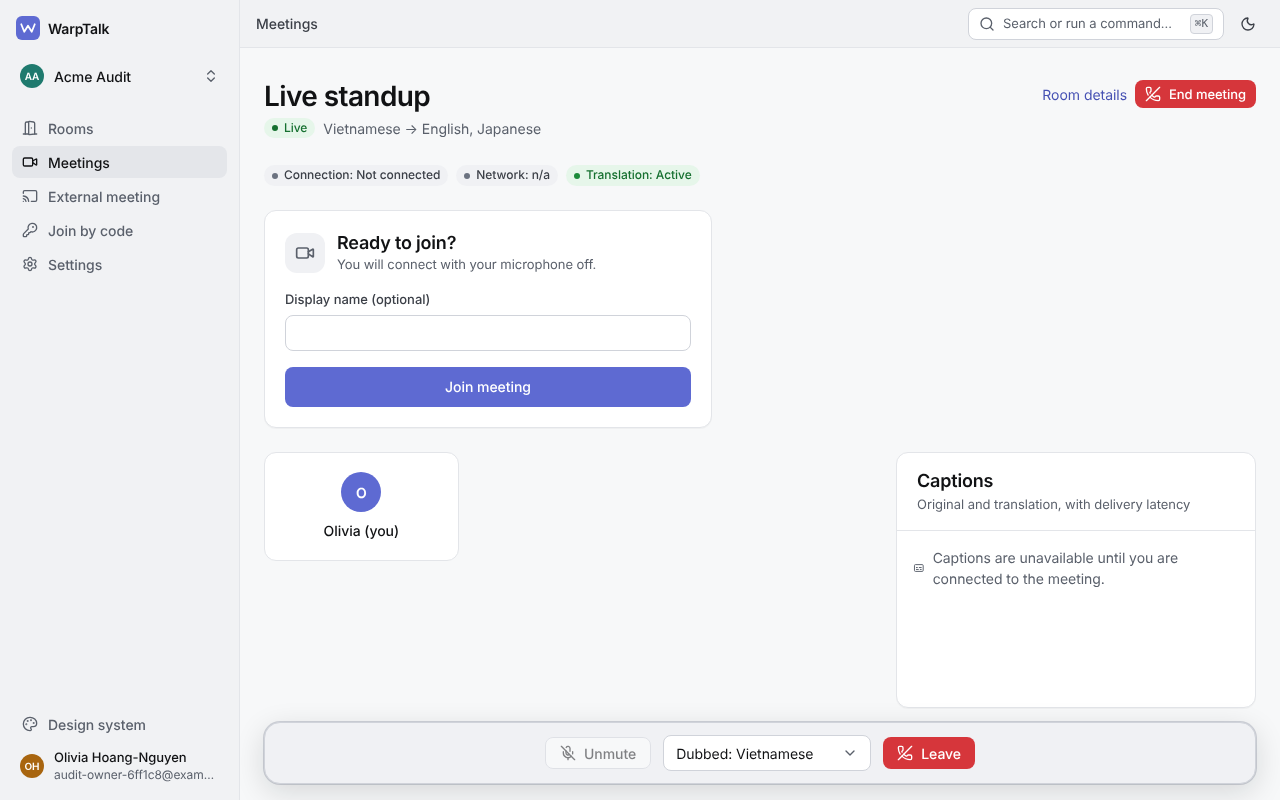 WarpTalk
AA
Acme Audit
Rooms
Meetings
External meeting
Join by code
Settings
Design system
OH
Olivia Hoang-Nguyen
audit-owner-6ff1c8@exam...
Meetings
Search or run a command...
⌘K
Live standup
Room details
End meeting
Live
Vietnamese → English, Japanese
Connection: Not connected
Network: n/a
Translation: Active
Ready to join?
You will connect with your microphone off.
Display name (optional)
Join meeting
O
Olivia (you)
Captions
Original and translation, with delivery latency
Captions are unavailable until you are
connected to the meeting.
Unmute
Dubbed: Vietnamese
Leave